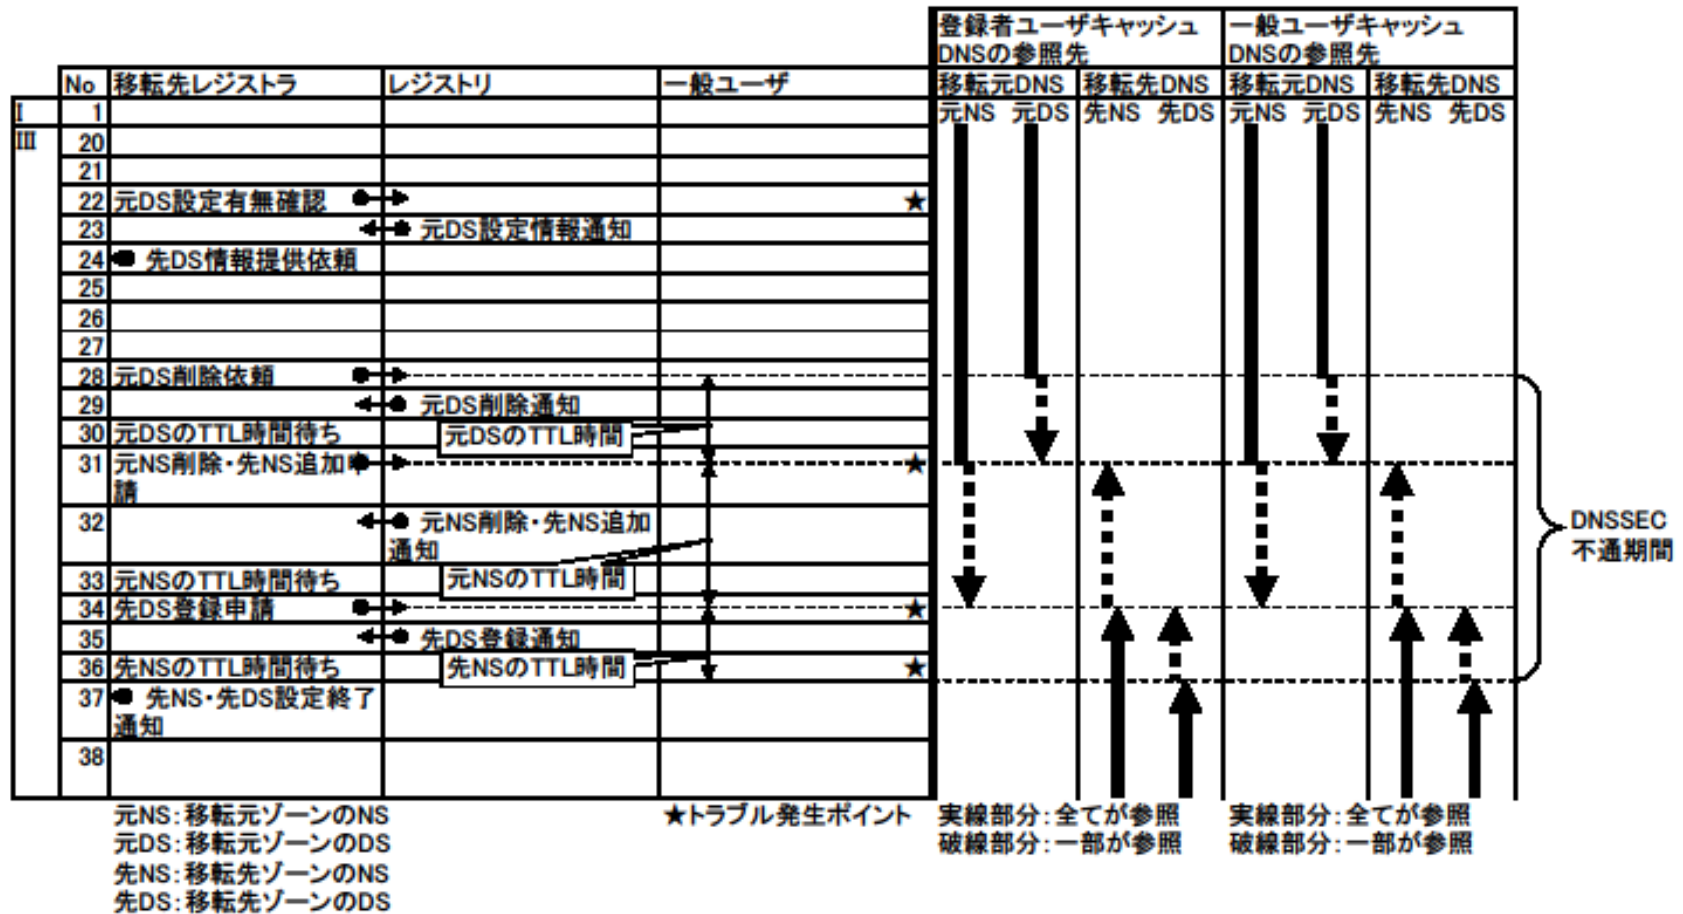 登録者ユーザキャッシュ 一般ユーザキャッシュ
DNSの参照先 DNSの参照先
No 移転先レジストラ レジストリ 一般ユーザ 移転元DNS 移転先DNS 移転元DNS 移転先DNS
I 1 元NS 元DS 先NS 先DS 元NS 元DS 先NS 先DS
III 20
21
22 元DS設定有無確認 ★
23 元DS設定情報通知
24 先DS情報提供依頼
25
26
27
28 元DS削除依頼
29 元DS削除通知
30 元DSのTTL時間待ち 元DSのTTL時間
31 元NS削除・先NS追加申 ★
請
32 元NS削除・先NS追加
通知
DNSSEC
不通期間
33 元NSのTTL時間待ち 元NSのTTL時間
34 先DS登録申請 ★
35 先DS登録通知
36 先NSのTTL時間待ち 先NSのTTL時間 ★
37 先NS・先DS設定終了
通知
38
元NS:移転元ゾーンのNS ★トラブル発生ポイント 実線部分:全てが参照 実線部分:全てが参照
元DS:移転元ゾーンのDS 破線部分:一部が参照 破線部分:一部が参照
先NS:移転先ゾーンのNS
先DS:移転先ゾーンのDS